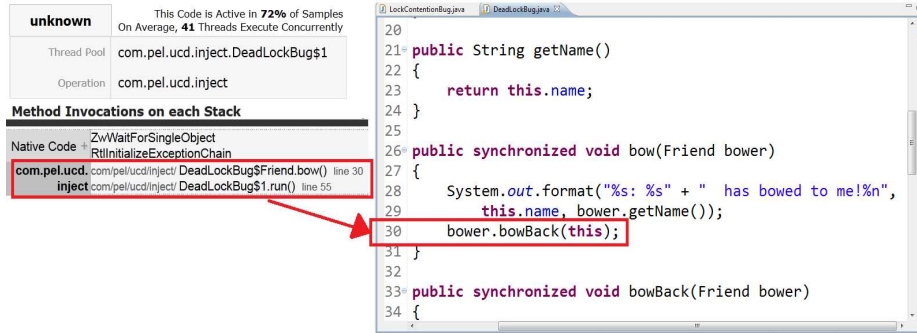 unknown
This Code is Active in 72% of Samples
On Average, 41 Threads Execute Concurrently
Thread Pool com.pel.ucd.inject.DeadLockBug$1
Operation com.pel.ucd.inject
Method Invocations on each Stack
Native Code + ZwWaitForSingleObject
RtlInitializeExceptionChain
com.pel.ucd. com/pel/ucd/inject/ DeadLockBug$Friend.bow() line 30
inject com/pel/ucd/inject/ DeadLockBug$1.run() line 55
LockContentionBug.java DeadLockBug.java
20
21 public String getName()
22 {
23 return this.name;
24 }
25
26 public synchronized void bow(Friend bower)
27 {
28 System.out.format("%s: %s" + "  has bowed to me!%n",
29 this.name, bower.getName());
30 bower.bowBack(this);
31 }
32
33 public synchronized void bowBack(Friend bower)
34 {